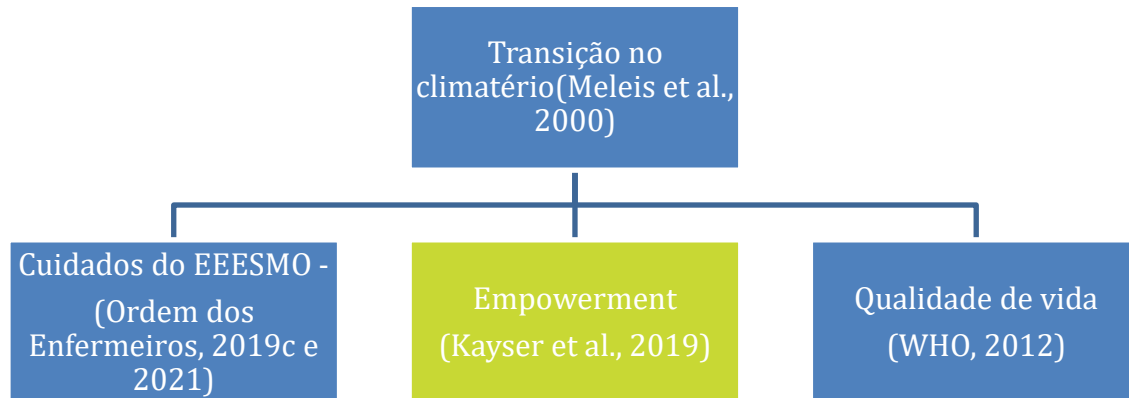 Transição no
climatério(Meleis et al.,
2000)
Cuidados do EEESMO -
(Ordem dos
Enfermeiros, 2019c e
2021)
Empowerment
(Kayser et al., 2019)
Qualidade de vida
(WHO, 2012)